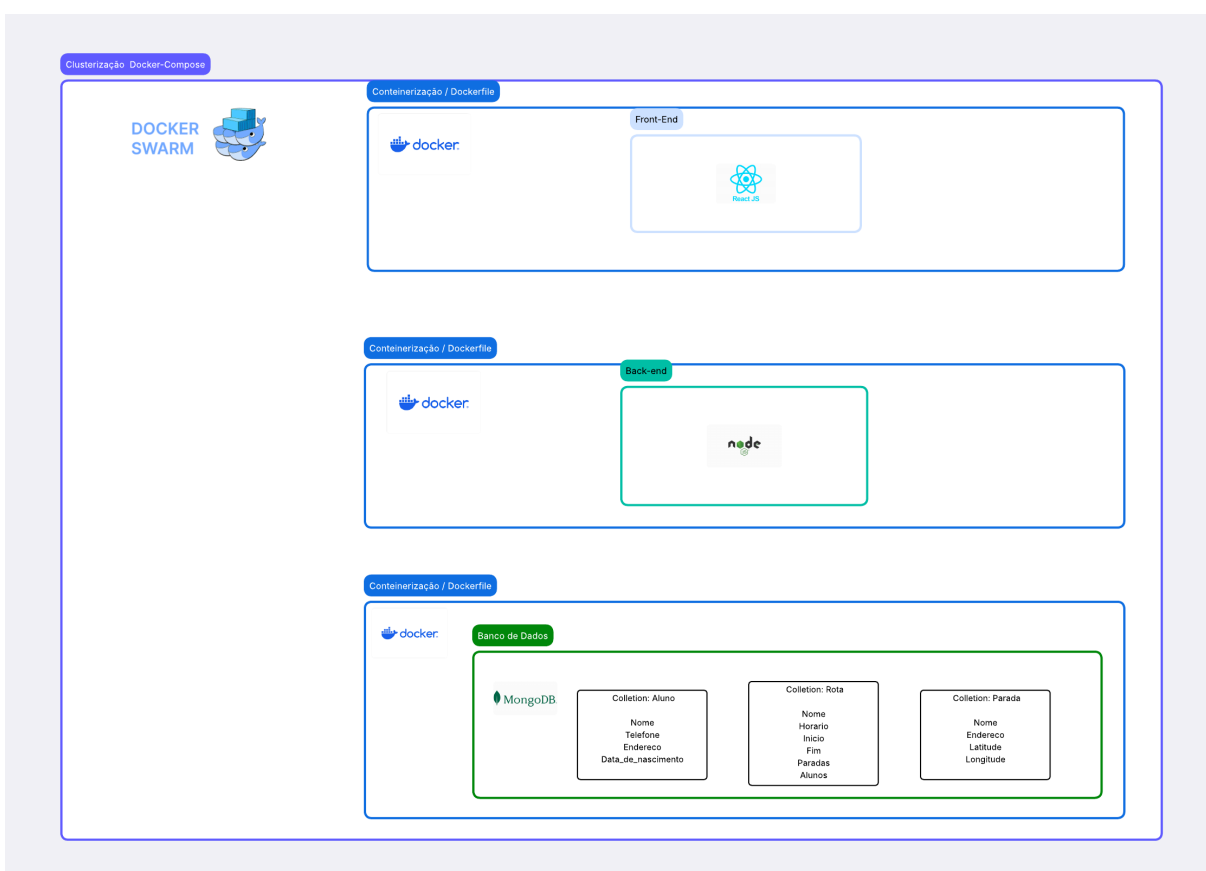 Clusterização Docker-Compose
DOCKER
SWARM
Conteinerização / Dockerfile
docker
Front-End
React JS
Conteinerização / Dockerfile
docker
Back-end
node
JS
Conteinerização / Dockerfile
docker
Banco de Dados
MongoDB.
Colletion: Aluno
Nome
Telefone
Endereco
Data_de_nascimento
Colletion: Rota
Nome
Horario
Inicio
Fim
Paradas
Alunos
Colletion: Parada
Nome
Endereco
Latitude
Longitude